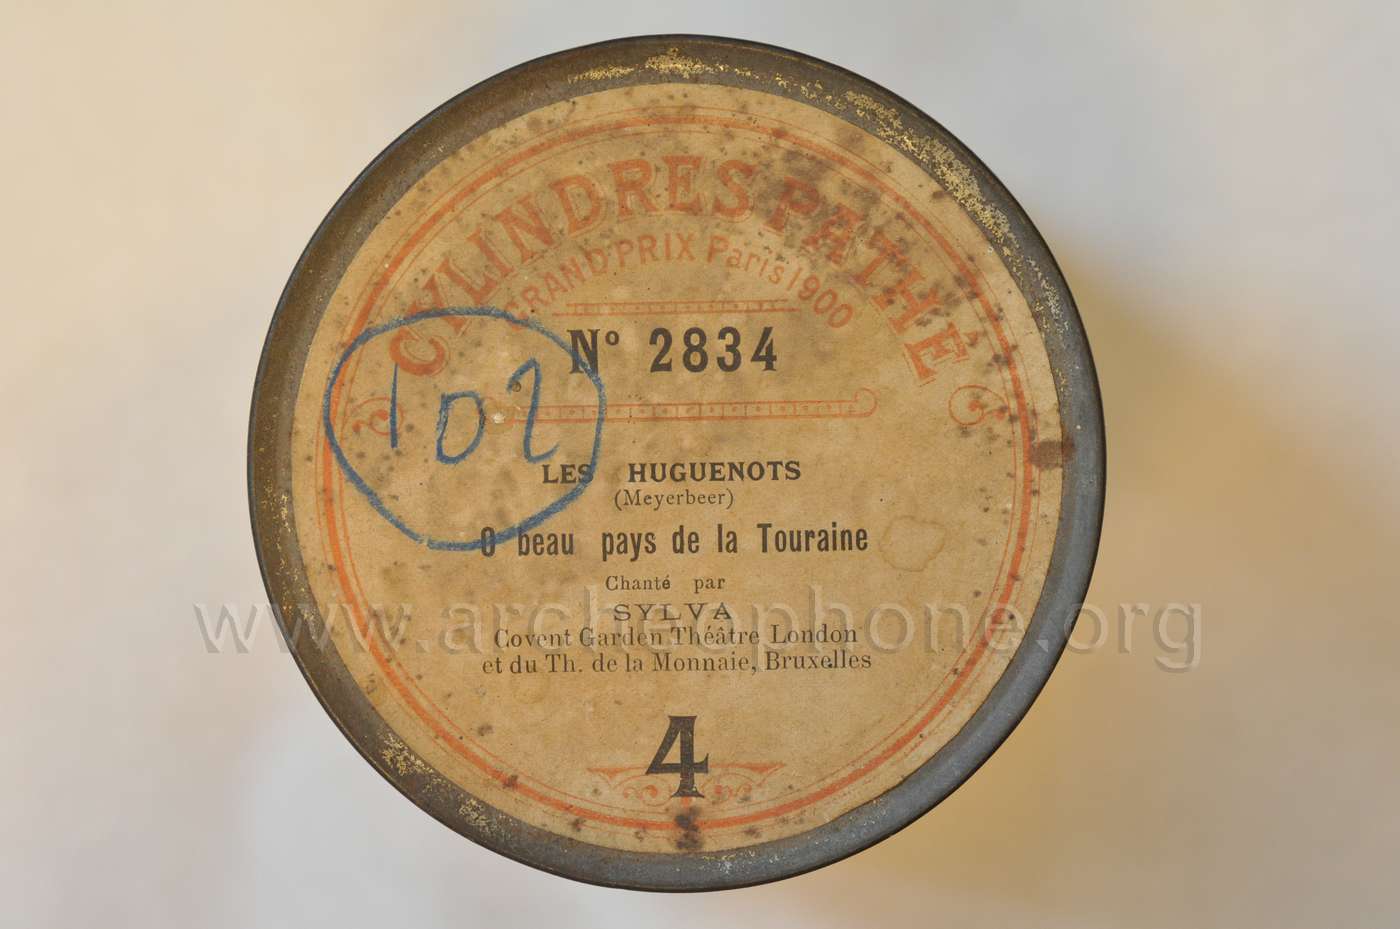 CYLINDRES PATHÉ
GRAND PRIX Paris 1900
Nº 2834
102
LES HUGUENOTS
(Meyerbeer)
O beau pays de la Touraine
Chanté par
SYLVA
www.archeophone.org
Covent Garden Théâtre London
et du Th. de la Monnaie, Bruxelles
4